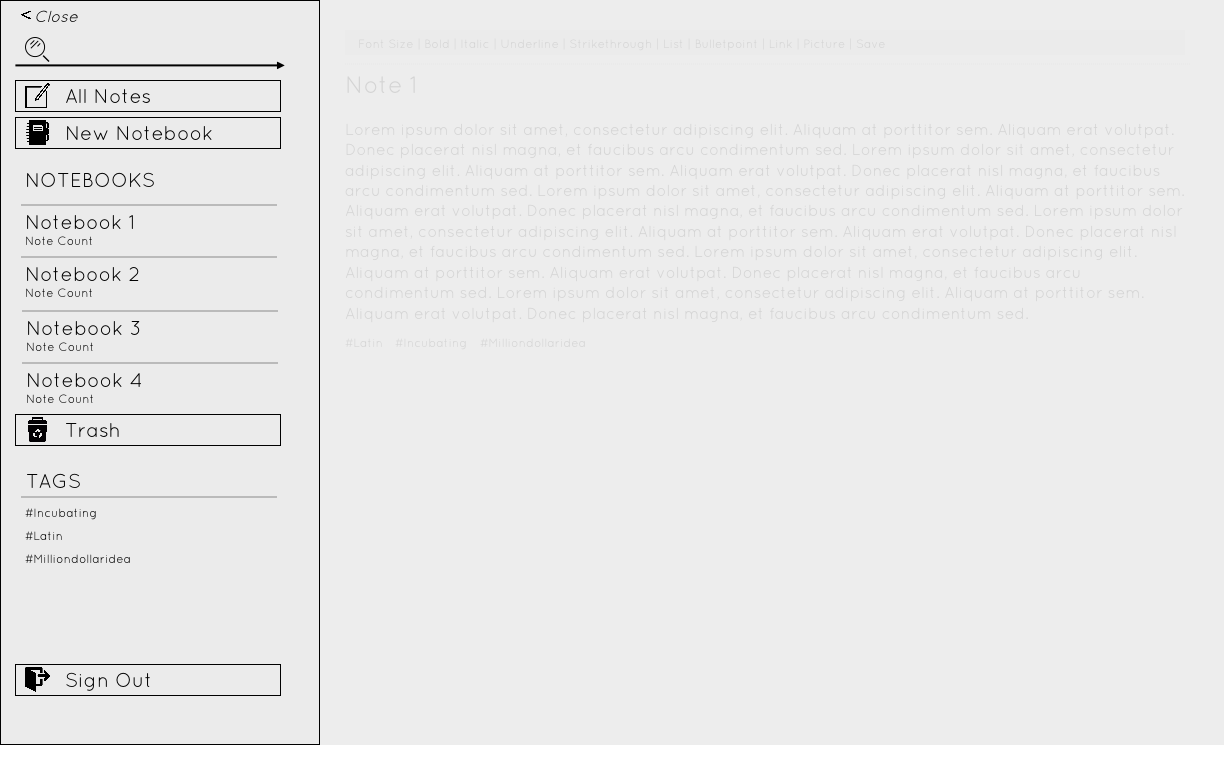 < Close
All Notes
New Notebook
NOTEBOOKS
Notebook 1
Note Count
Notebook 2
Note Count
Notebook 3
Note Count
Notebook 4
Note Count
Trash
TAGS
#Incubating
#Latin
#Milliondollaridea
Sign Out
Font Size | Bold | Italic | Underline | Strikethrough | List | Bulletpoint | Link | Picture | Save
Note 1
Lorem ipsum dolor sit amet, consectetur adipiscing elit. Aliquam at porttitor sem. Aliquam erat volutpat.
Donec placerat nisl magna, et faucibus arcu condimentum sed. Lorem ipsum dolor sit amet, consectetur
adipiscing elit. Aliquam at porttitor sem. Aliquam erat volutpat. Donec placerat nisl magna, et faucibus
arcu condimentum sed. Lorem ipsum dolor sit amet, consectetur adipiscing elit. Aliquam at porttitor sem.
Aliquam erat volutpat. Donec placerat nisl magna, et faucibus arcu condimentum sed. Lorem ipsum dolor
sit amet, consectetur adipiscing elit. Aliquam at porttitor sem. Aliquam erat volutpat. Donec placerat nisl
magna, et faucibus arcu condimentum sed. Lorem ipsum dolor sit amet, consectetur adipiscing elit.
Aliquam at porttitor sem. Aliquam erat volutpat. Donec placerat nisl magna, et faucibus arcu
condimentum sed. Lorem ipsum dolor sit amet, consectetur adipiscing elit. Aliquam at porttitor sem.
Aliquam erat volutpat. Donec placerat nisl magna, et faucibus arcu condimentum sed.
#Latin #Incubating #Milliondollaridea